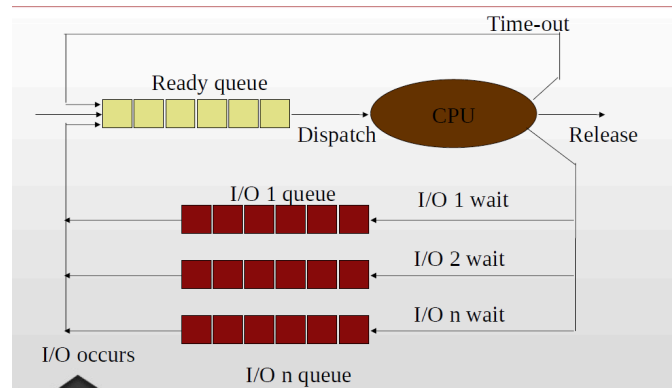 Time-out
Ready queue
CPU
Dispatch
Release
I/O 1 queue
I/O 1 wait
I/O 2 wait
I/O n wait
I/O occurs
I/O n queue